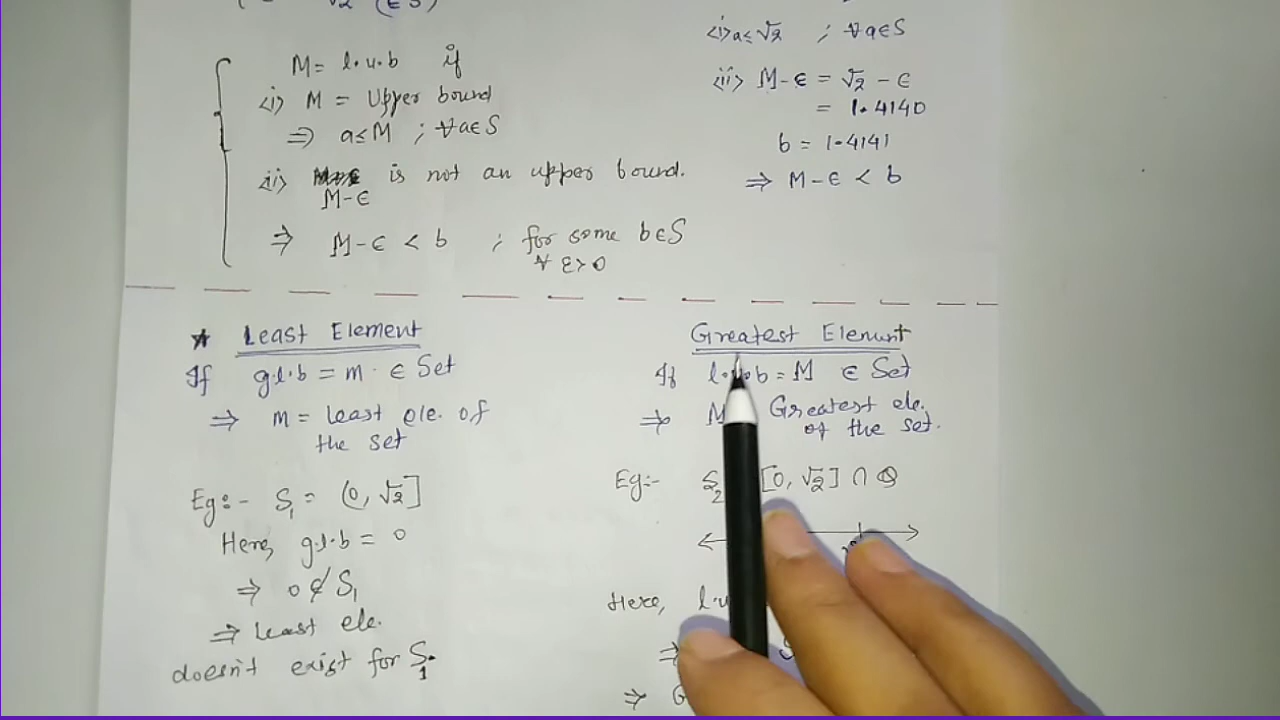 √2 (∈S)
M = l.u.b if
<i> M = Upper bound
⇒ a≤M ; ∀a∈S
<ii> is not an upper bound.
M-ϵ
⇒ M-ϵ < b ; for some b∈S
∀ ε>0
<i> a≤√2 ; ∀a∈S
<ii> M-ϵ = √2 - ϵ
= 1.4140
b = 1.4141
⇒ M-ϵ < b
★ Least Element
If g.l.b = m ∈ Set
⇒ m = least ele. of
the set
Eg:- S₁ = (0, √2]
Here, g.l.b = 0
⇒ 0 ∉ S₁
⇒ Least ele.
doesn't exist for S₁.
Greatest Element
If l.u.b = M ∈ Set
⇒ M Greatest ele.
of the set.
Eg:- S₂ [0, √2] ∩ Q
Here, l.u
⇒ S
⇒ G